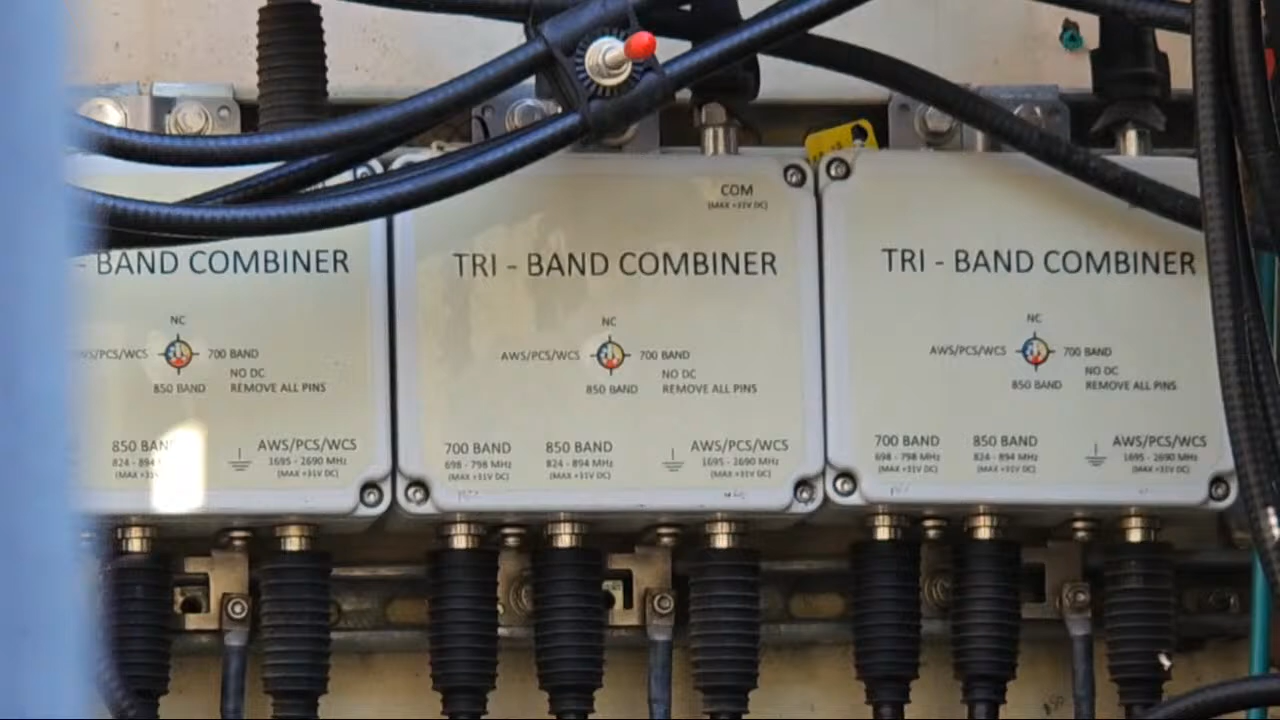 - BAND COMBINER
NC
AWS/PCS/WCS
700 BAND
NO DC
850 BAND
REMOVE ALL PINS
850 BAN
824 - 894
AWS/PCS/WCS
1695 - 2690 MHz
(MAX +31V DC)
COM
(MAX +31V DC)
TRI - BAND COMBINER
NC
AWS/PCS/WCS
700 BAND
NO DC
850 BAND
REMOVE ALL PINS
700 BAND
698 - 798 MHz
(MAX +31V DC)
850 BAND
824 - 894 MHz
(MAX +31V DC)
AWS/PCS/WCS
1695 - 2690 MHz
(MAX +31V DC)
TRI - BAND COMBINER
NC
AWS/PCS/WCS
700 BAND
NO DC
850 BAND
REMOVE ALL PINS
700 BAND
698 - 798 MHz
(MAX +31V DC)
850 BAND
824 - 894 MHz
(MAX +31V DC)
AWS/PCS/WCS
1695 - 2690 MHz
(MAX +31V DC)